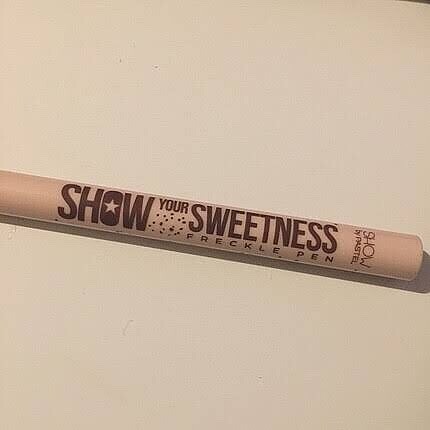 SHOW YOUR SWEETNESS
FRECKLE PEN
SHOW
by PASTEL